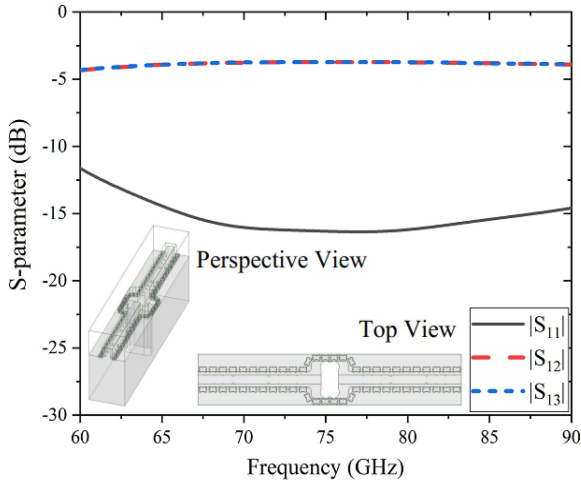 0
-5
-10
-15
-20
-25
-30
S-parameter (dB)
Perspective View
Top View
|S₁₁|
|S₁₂|
|S₁₃|
60 65 70 75 80 85 90
Frequency (GHz)